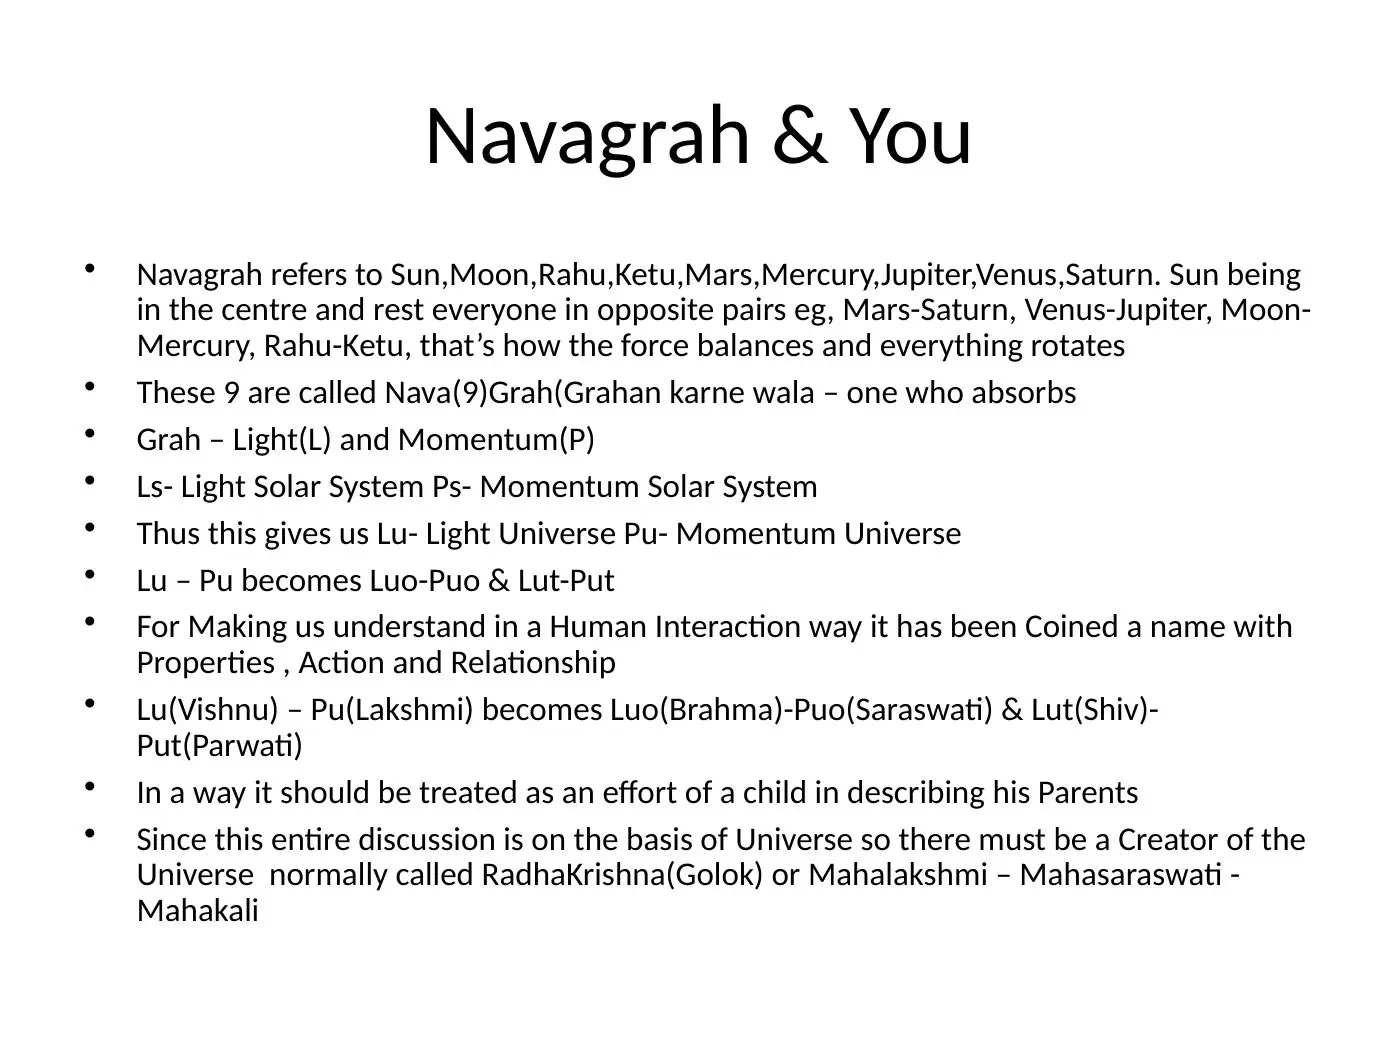 Navagrah & You
• Navagrah refers to Sun,Moon,Rahu,Ketu,Mars,Mercury,Jupiter,Venus,Saturn. Sun being
in the centre and rest everyone in opposite pairs eg, Mars-Saturn, Venus-Jupiter, Moon-
Mercury, Rahu-Ketu, that’s how the force balances and everything rotates
• These 9 are called Nava(9)Grah(Grahan karne wala – one who absorbs
• Grah – Light(L) and Momentum(P)
• Ls- Light Solar System Ps- Momentum Solar System
• Thus this gives us Lu- Light Universe Pu- Momentum Universe
• Lu – Pu becomes Luo-Puo & Lut-Put
• For Making us understand in a Human Interaction way it has been Coined a name with
Properties , Action and Relationship
• Lu(Vishnu) – Pu(Lakshmi) becomes Luo(Brahma)-Puo(Saraswati) & Lut(Shiv)-
Put(Parwati)
• In a way it should be treated as an effort of a child in describing his Parents
• Since this entire discussion is on the basis of Universe so there must be a Creator of the
Universe  normally called RadhaKrishna(Golok) or Mahalakshmi – Mahasaraswati -
Mahakali